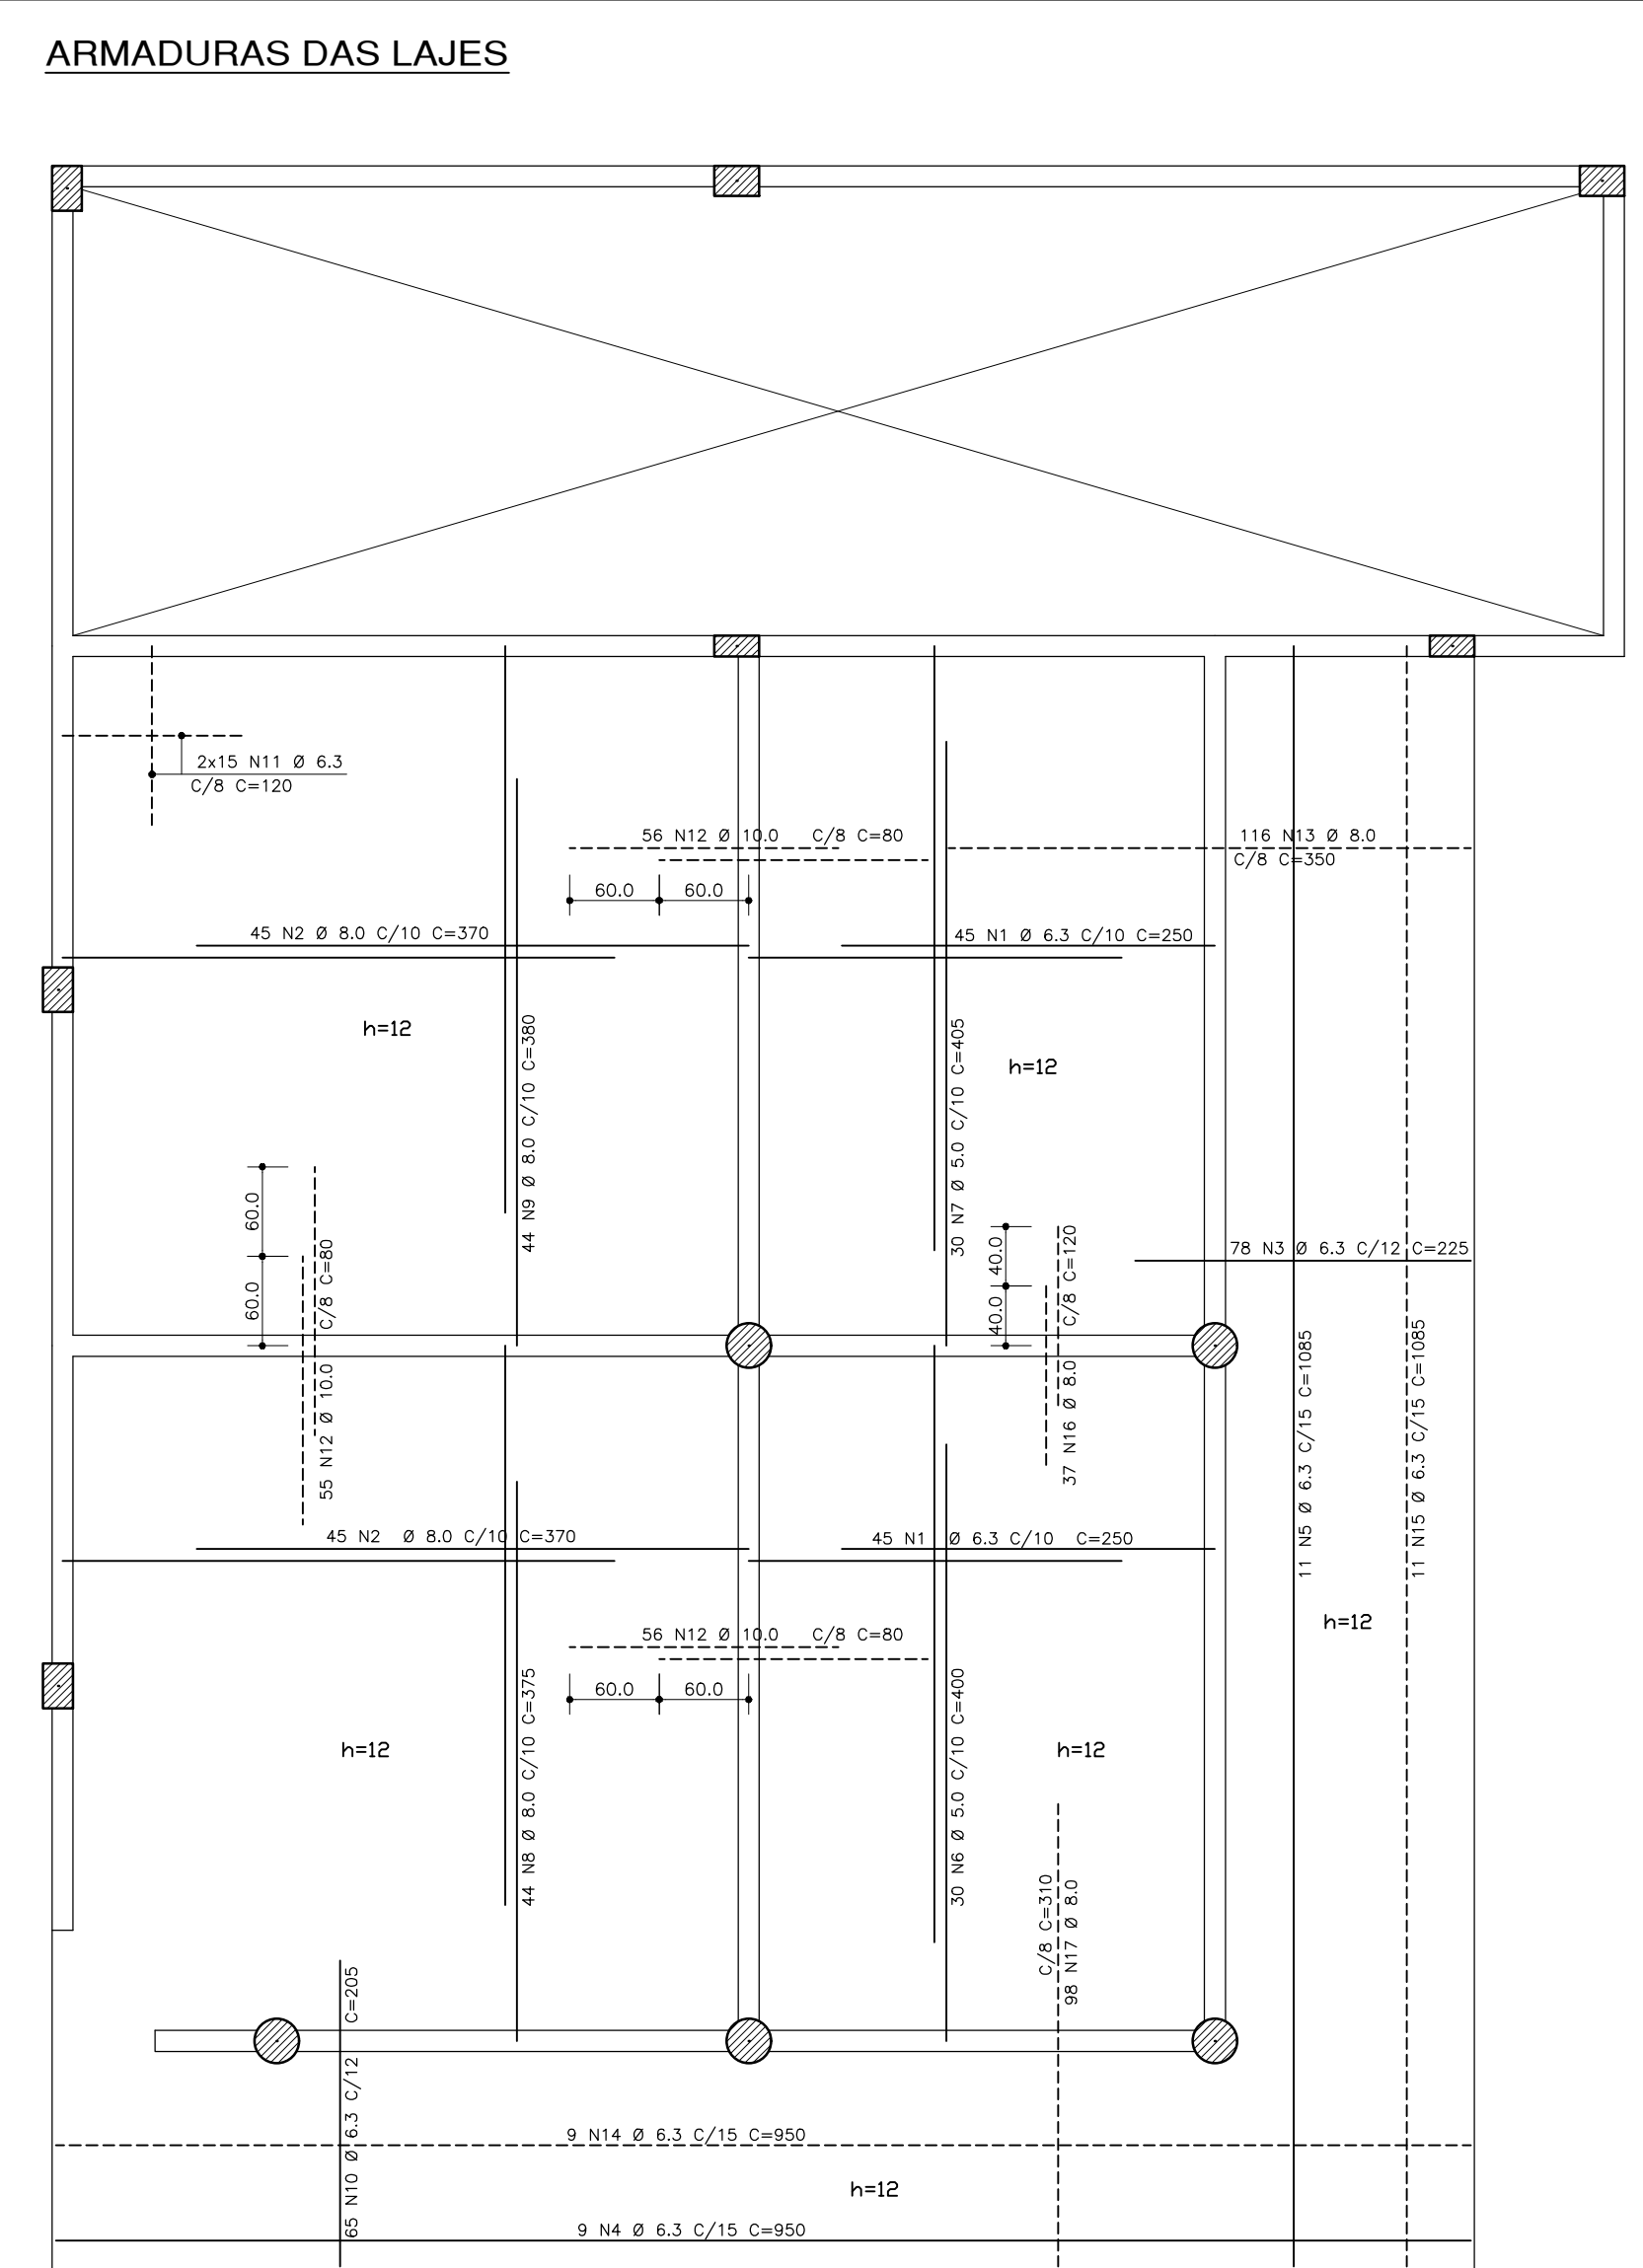 ARMADURAS DAS LAJES
2x15 N11 Ø 6.3
C/8 C=120
56 N12 Ø 10.0 C/8 C=80
60.0 60.0
116 N13 Ø 8.0
C/8 C=350
45 N2 Ø 8.0 C/10 C=370
45 N1 Ø 6.3 C/10 C=250
h=12
44 N9 Ø 8.0 C/10 C=380
30 N7 Ø 5.0 C/10 C=405
h=12
60.0
60.0
55 N12 Ø 10.0 C/8 C=80
40.0
40.0
37 N16 Ø 8.0 C/8 C=120
78 N3 Ø 6.3 C/12 C=225
11 N5 Ø 6.3 C/15 C=1085
11 N15 Ø 6.3 C/15 C=1085
45 N2 Ø 8.0 C/10 C=370
45 N1 Ø 6.3 C/10 C=250
h=12
56 N12 Ø 10.0 C/8 C=80
60.0 60.0
44 N8 Ø 8.0 C/10 C=375
30 N6 Ø 5.0 C/10 C=400
h=12
h=12
C/8 C=310
98 N17 Ø 8.0
65 N10 Ø 6.3 C/12 C=205
9 N14 Ø 6.3 C/15 C=950
h=12
9 N4 Ø 6.3 C/15 C=950